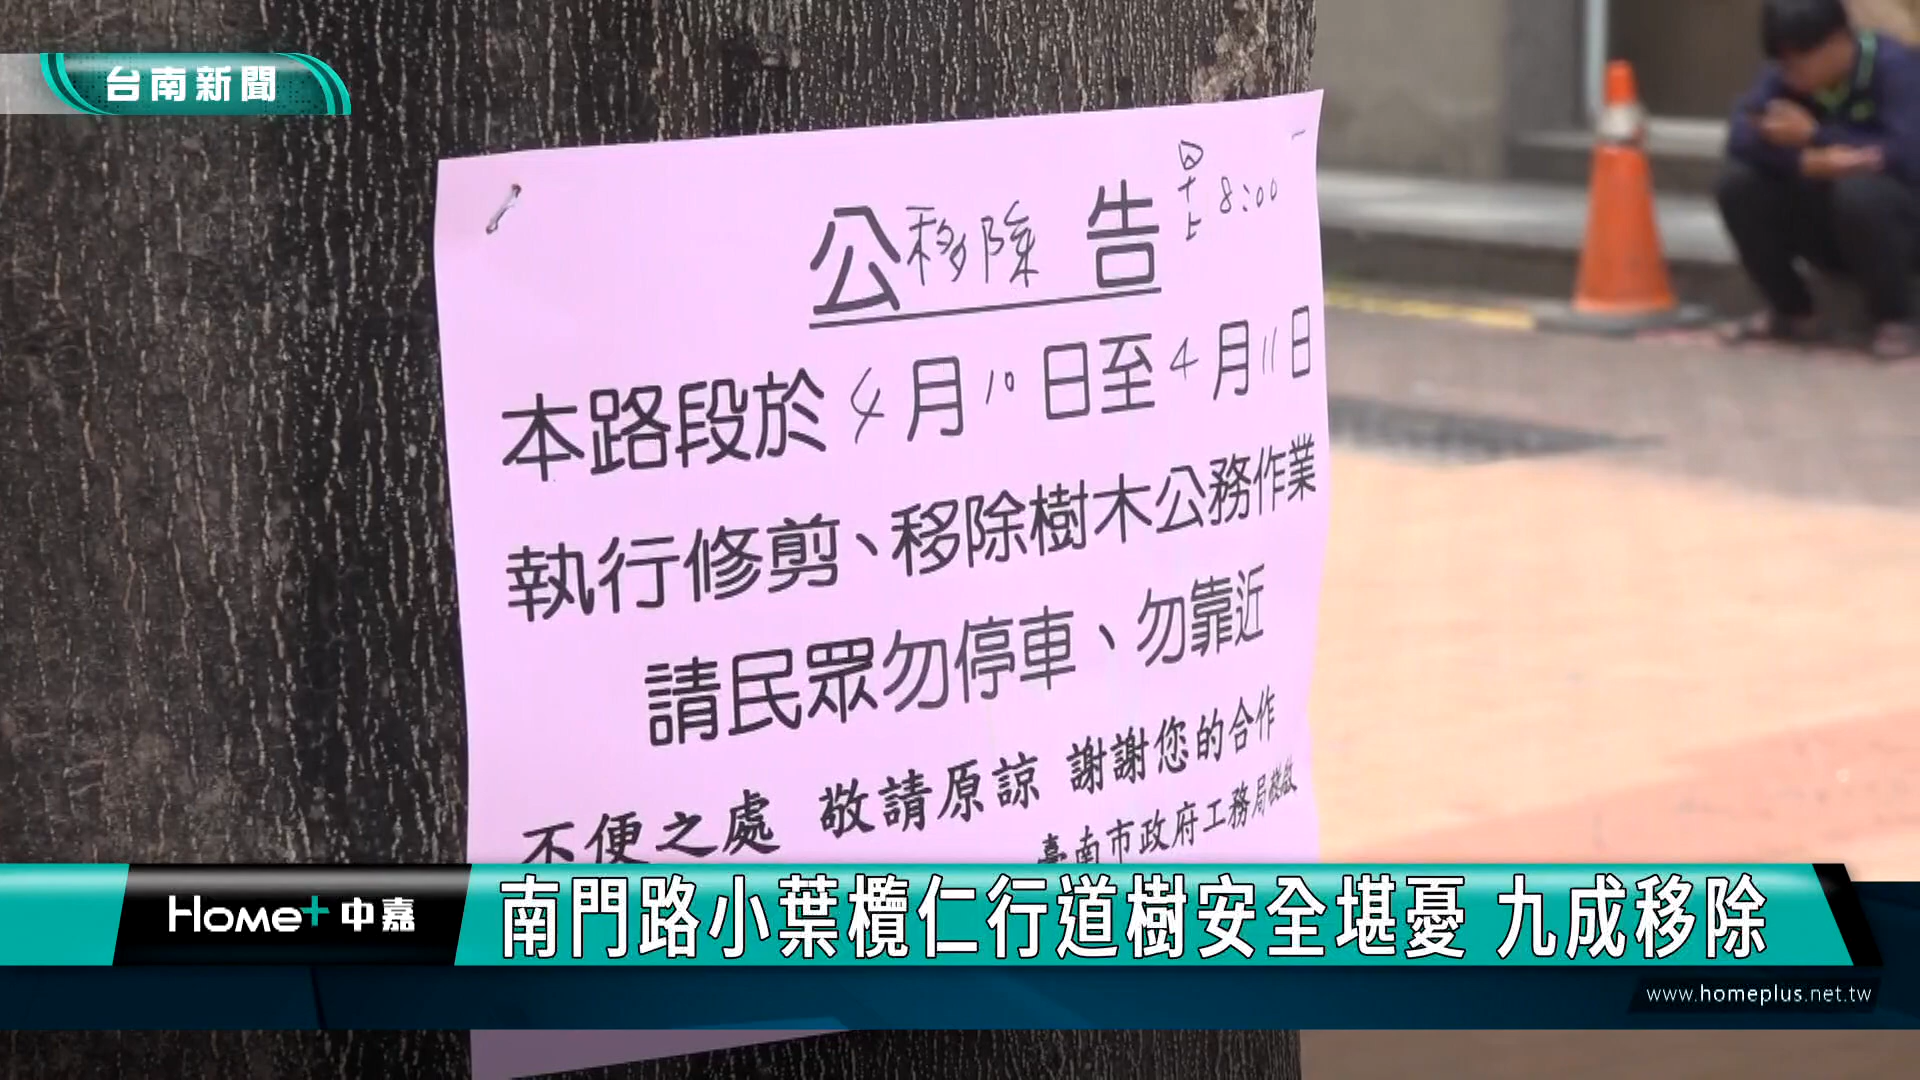 台南新聞
公移除告 早上8:00
本路段於4月10日至4月11日
執行修剪、移除樹木公務作業
請民眾勿停車、勿靠近
不便之處 敬請原諒 謝謝您的合作
臺南市政府工務局
Home+中嘉
南門路小葉欖仁行道樹安全堪憂 九成移除
www.homeplus.net.tw